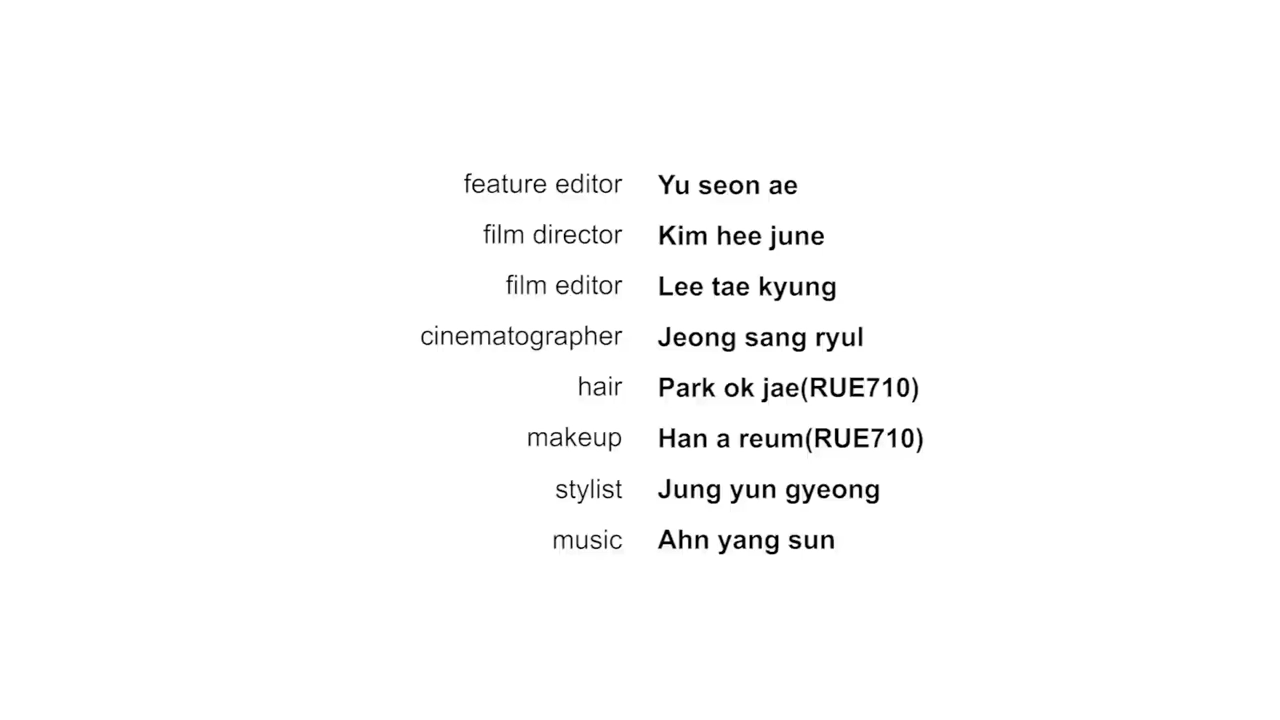 feature editor Yu seon ae
film director Kim hee june
film editor Lee tae kyung
cinematographer Jeong sang ryul
hair Park ok jae(RUE710)
makeup Han a reum(RUE710)
stylist Jung yun gyeong
music Ahn yang sun